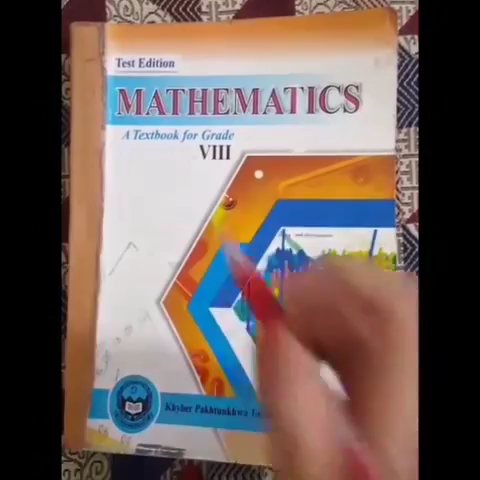 Test Edition
MATHEMATICS
A Textbook for Grade
VIII
Khyber Pakhtunkhwa